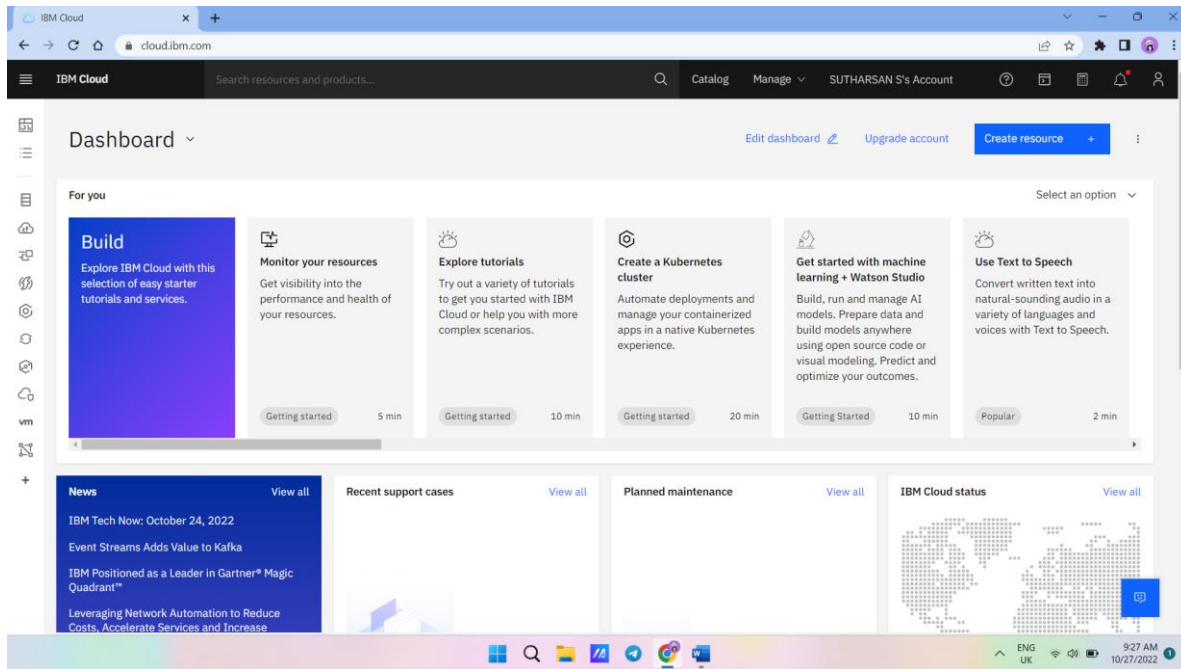 IBM Cloud
cloud.ibm.com
IBM Cloud
Search resources and products...
Catalog
Manage
SUTHARSAN S's Account
Dashboard
Edit dashboard
Upgrade account
Create resource +
For you
Select an option
Build
Explore IBM Cloud with this
selection of easy starter
tutorials and services.
Monitor your resources
Get visibility into the
performance and health of
your resources.
Getting started
5 min
Explore tutorials
Try out a variety of tutorials
to get you started with IBM
Cloud or help you with more
complex scenarios.
Getting started
10 min
Create a Kubernetes
cluster
Automate deployments and
manage your containerized
apps in a native Kubernetes
experience.
Getting started
20 min
Get started with machine
learning + Watson Studio
Build, run and manage AI
models. Prepare data and
build models anywhere
using open source code or
visual modeling. Predict and
optimize your outcomes.
Getting Started
10 min
Use Text to Speech
Convert written text into
natural-sounding audio in a
variety of languages and
voices with Text to Speech.
Popular
2 min
vm
News
View all
IBM Tech Now: October 24, 2022
Event Streams Adds Value to Kafka
IBM Positioned as a Leader in Gartner® Magic
Quadrant™
Leveraging Network Automation to Reduce
Costs, Accelerate Services and Increase
Recent support cases
View all
Planned maintenance
View all
IBM Cloud status
View all
ENG
UK
9:27 AM
10/27/2022
1